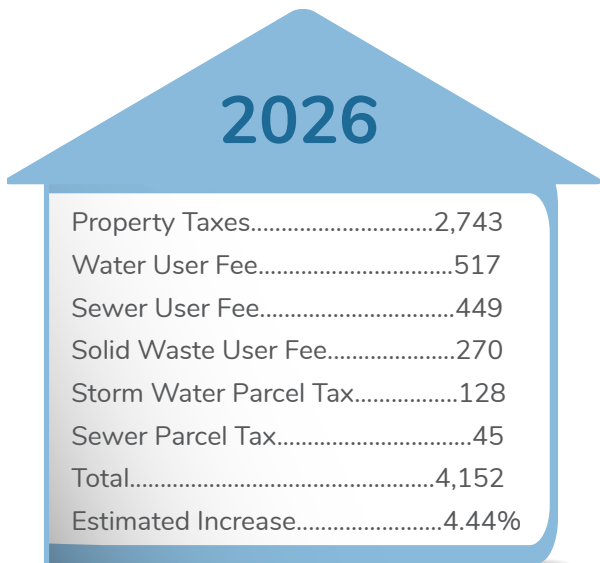 2026
Property Taxes..............................2,743
Water User Fee................................517
Sewer User Fee................................449
Solid Waste User Fee.....................270
Storm Water Parcel Tax.................128
Sewer Parcel Tax................................45
Total..................................................4,152
Estimated Increase........................4.44%